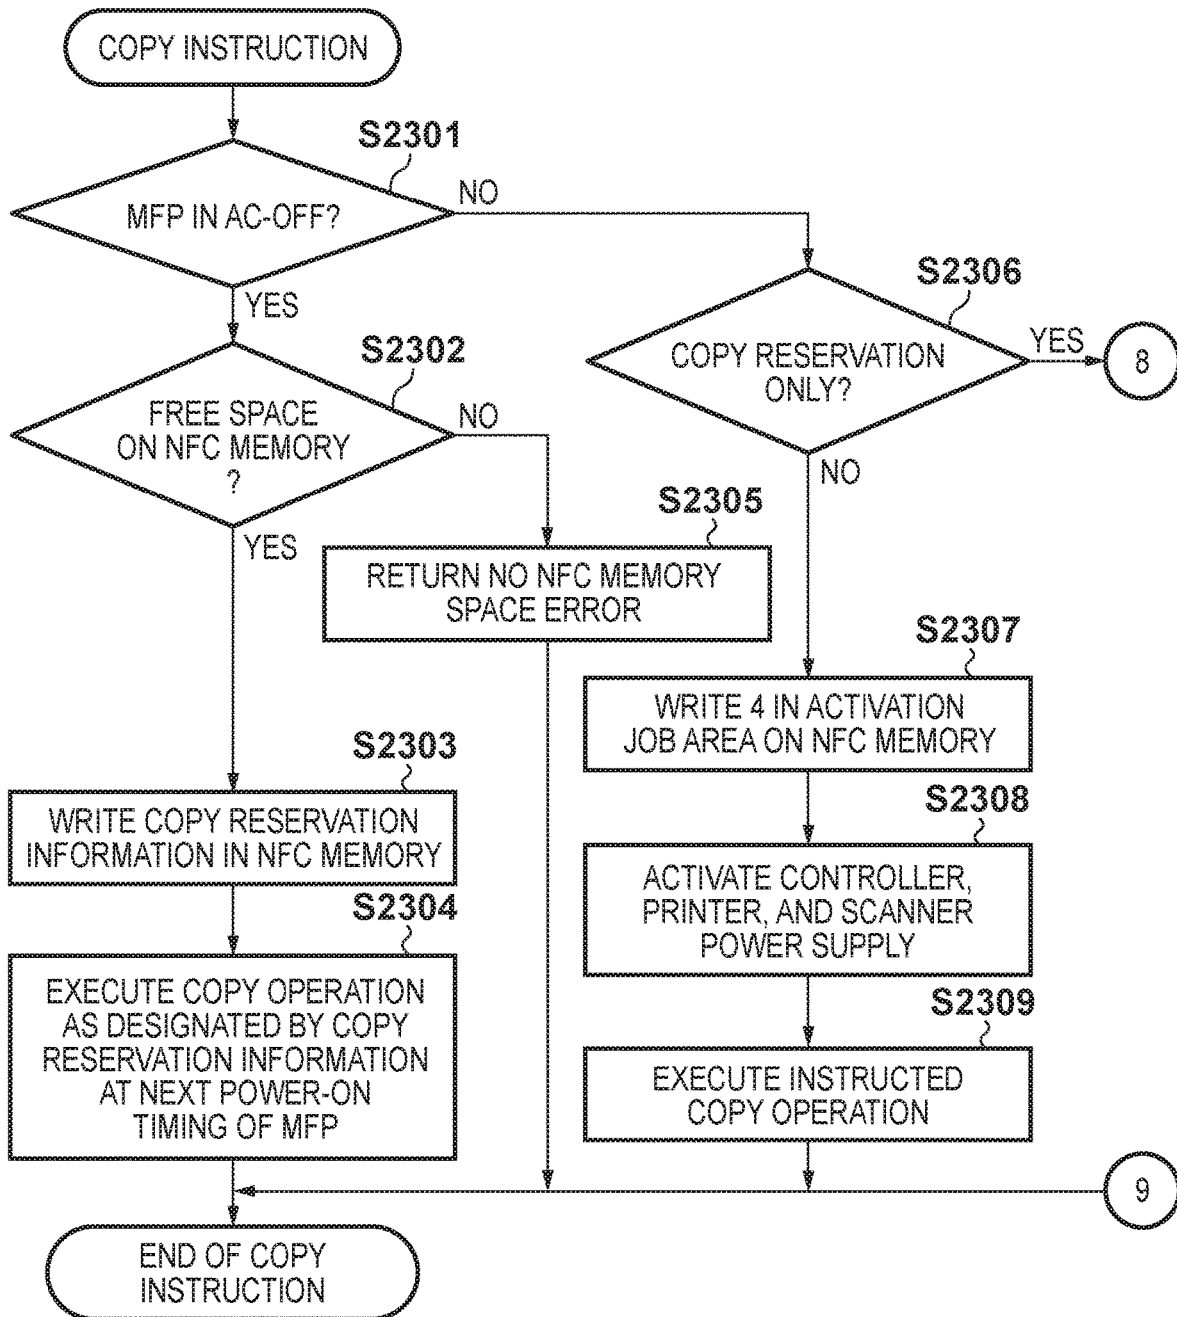 COPY INSTRUCTION
S2301
MFP IN AC-OFF?
NO
YES
S2302
FREE SPACE
ON NFC MEMORY
?
NO
YES
S2306
COPY RESERVATION
ONLY?
YES
8
NO
S2305
RETURN NO NFC MEMORY
SPACE ERROR
S2307
WRITE 4 IN ACTIVATION
JOB AREA ON NFC MEMORY
S2303
WRITE COPY RESERVATION
INFORMATION IN NFC MEMORY
S2308
ACTIVATE CONTROLLER,
PRINTER, AND SCANNER
POWER SUPPLY
S2304
EXECUTE COPY OPERATION
AS DESIGNATED BY COPY
RESERVATION INFORMATION
AT NEXT POWER-ON
TIMING OF MFP
S2309
EXECUTE INSTRUCTED
COPY OPERATION
9
END OF COPY
INSTRUCTION